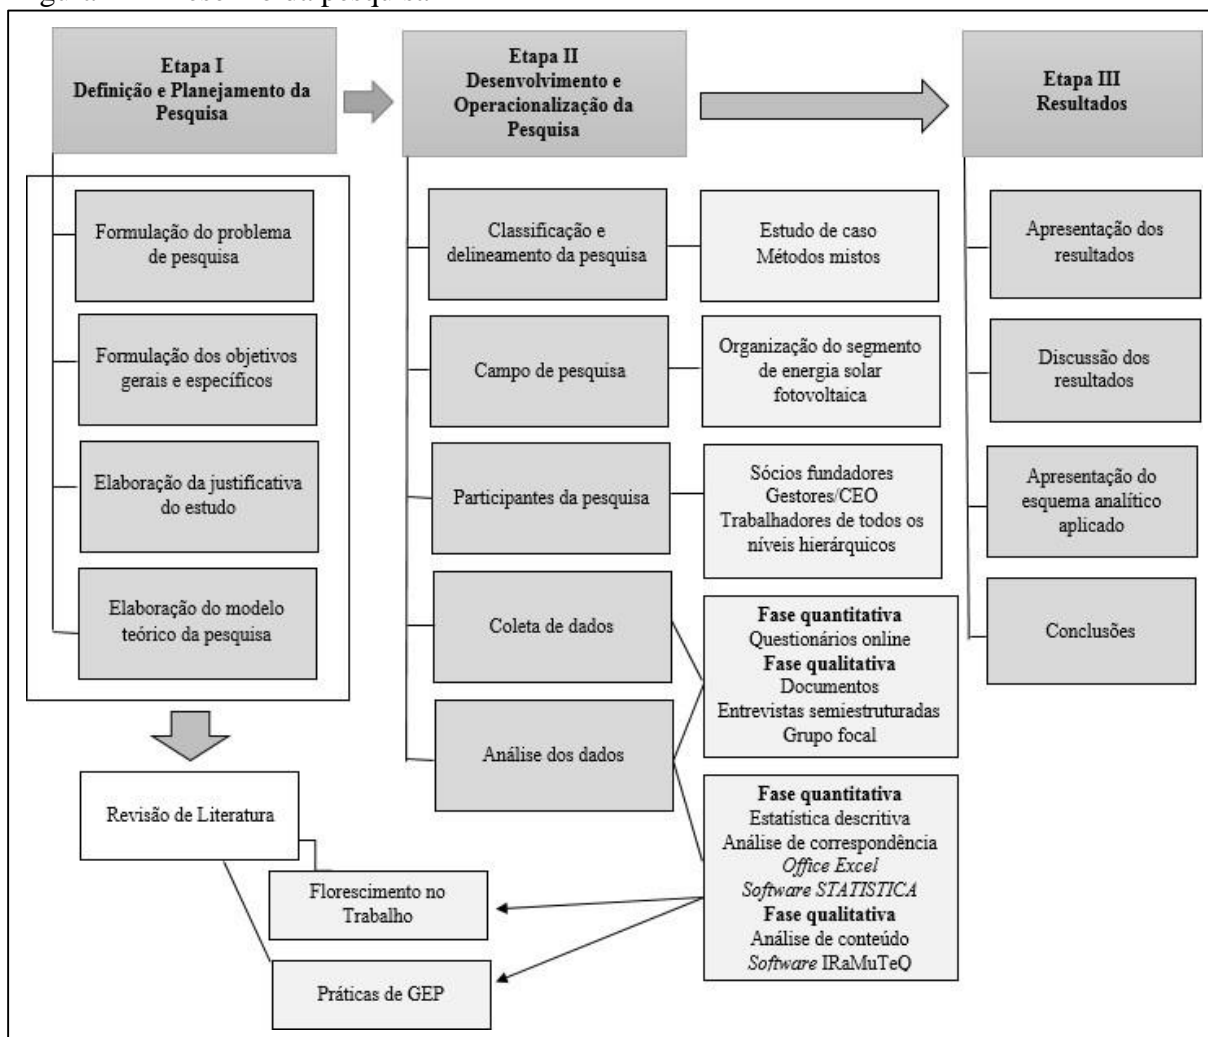 Etapa I
Definição e Planejamento da
Pesquisa
Formulação do problema
de pesquisa
Formulação dos objetivos
gerais e específicos
Elaboração da justificativa
do estudo
Elaboração do modelo
teórico da pesquisa
Revisão de Literatura
Florescimento no
Trabalho
Práticas de GEP
Etapa II
Desenvolvimento e
Operacionalização da
Pesquisa
Classificação e
delineamento da pesquisa
Estudo de caso
Métodos mistos
Campo de pesquisa
Organização do segmento
de energia solar
fotovoltaica
Participantes da pesquisa
Sócios fundadores
Gestores/CEO
Trabalhadores de todos os
níveis hierárquicos
Coleta de dados
Fase quantitativa
Questionários online
Fase qualitativa
Documentos
Entrevistas semiestruturadas
Grupo focal
Análise dos dados
Fase quantitativa
Estatística descritiva
Análise de correspondência
Office Excel
Software STATISTICA
Fase qualitativa
Análise de conteúdo
Software IRaMuTeQ
Etapa III
Resultados
Apresentação dos
resultados
Discussão dos
resultados
Apresentação do
esquema analítico
aplicado
Conclusões